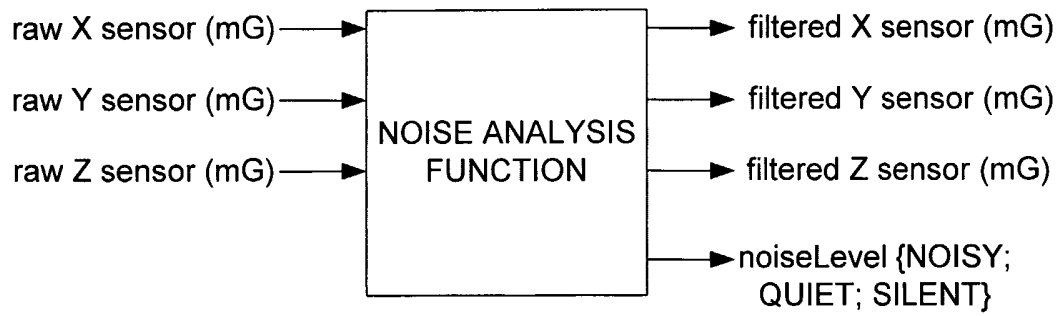 raw X sensor (mG)
raw Y sensor (mG)
raw Z sensor (mG)
NOISE ANALYSIS
FUNCTION
filtered X sensor (mG)
filtered Y sensor (mG)
filtered Z sensor (mG)
noiseLevel {NOISY;
QUIET; SILENT}